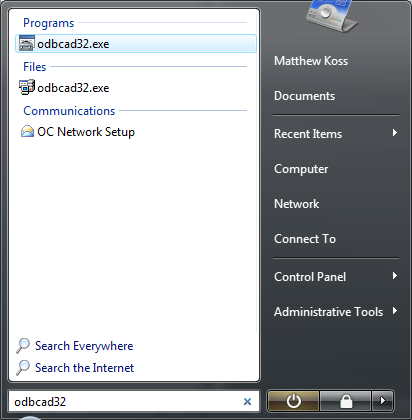 Programs
odbcad32.exe
Files
odbcad32.exe
Communications
OC Network Setup
Search Everywhere
Search the Internet
odbcad32
Matthew Koss
Documents
Recent Items
Computer
Network
Connect To
Control Panel
Administrative Tools